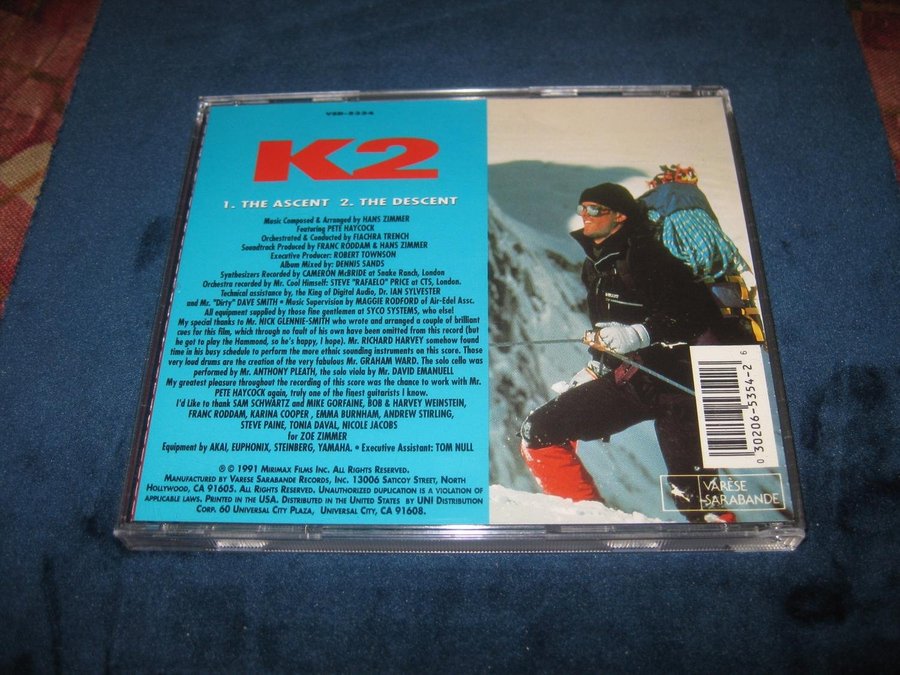 VSD-5354
K2
1. THE ASCENT 2. THE DESCENT
Music Composed & Arranged by HANS ZIMMER
Featuring PETE HAYCOCK
Orchestrated & Conducted by FIACHRA TRENCH
Soundtrack Produced by FRANC RODDAM & HANS ZIMMER
Executive Producer: ROBERT TOWNSON
Album Mixed by: DENNIS SANDS
Synthesizers Recorded by CAMERON McBRIDE at Snake Ranch, London
Orchestra recorded by Mr. Cool Himself: STEVE "RAFAELO" PRICE at CTS, London.
Technical assistance by, the King of Digital Audio, Dr. IAN SYLVESTER
and Mr. "Dirty" DAVE SMITH • Music Supervision by MAGGIE RODFORD of Air-Edel Assc.
All equipment supplied by those fine gentlemen at SYCO SYSTEMS, who else!
My special thanks to Mr. NICK GLENNIE-SMITH who wrote and arranged a couple of brilliant
cues for this film, which through no fault of his own have been omitted from this record (but
he got to play the Hammond, so he's happy, I hope). Mr. RICHARD HARVEY somehow found
time in his busy schedule to perform the more ethnic sounding instruments on this score. Those
very loud drums are the creation of the very fabulous Mr. GRAHAM WARD. The solo cello was
performed by Mr. ANTHONY PLEATH, the solo viola by Mr. DAVID EMANUELL
My greatest pleasure throughout the recording of this score was the chance to work with Mr.
PETE HAYCOCK again, truly one of the finest guitarists I know.
I'd Like to thank SAM SCHWARTZ and MIKE GORFAINE, BOB & HARVEY WEINSTEIN,
FRANC RODDAM, KARINA COOPER , EMMA BURNHAM, ANDREW STIRLING,
STEVE PAINE, TONIA DAVAL, NICOLE JACOBS
for ZOE ZIMMER
Equipment by AKAI, EUPHONIX, STEINBERG, YAMAHA. • Executive Assistant: TOM NULL
℗ © 1991 MIRIMAX FILMS INC. ALL RIGHTS RESERVED.
MANUFACTURED BY VARESE SARABANDE RECORDS, INC. 13006 SATICOY STREET, NORTH
HOLLYWOOD, CA 91605. ALL RIGHTS RESERVED. UNAUTHORIZED DUPLICATION IS A VIOLATION OF
APPLICABLE LAWS. PRINTED IN THE USA. DISTRIBUTED IN THE UNITED STATES BY UNI DISTRIBUTION
CORP. 60 UNIVERSAL CITY PLAZA, UNIVERSAL CITY, CA 91608.
0 30206-5354-2 6
VARÈSE
SARABANDE